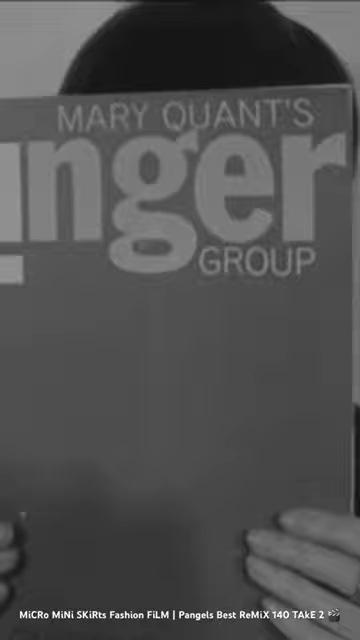 MARY QUANT'S
nger
GROUP
MiCRo MiNi SKiRts Fashion FiLM | Pangels Best ReMiX 140 TAkE 2 🎬